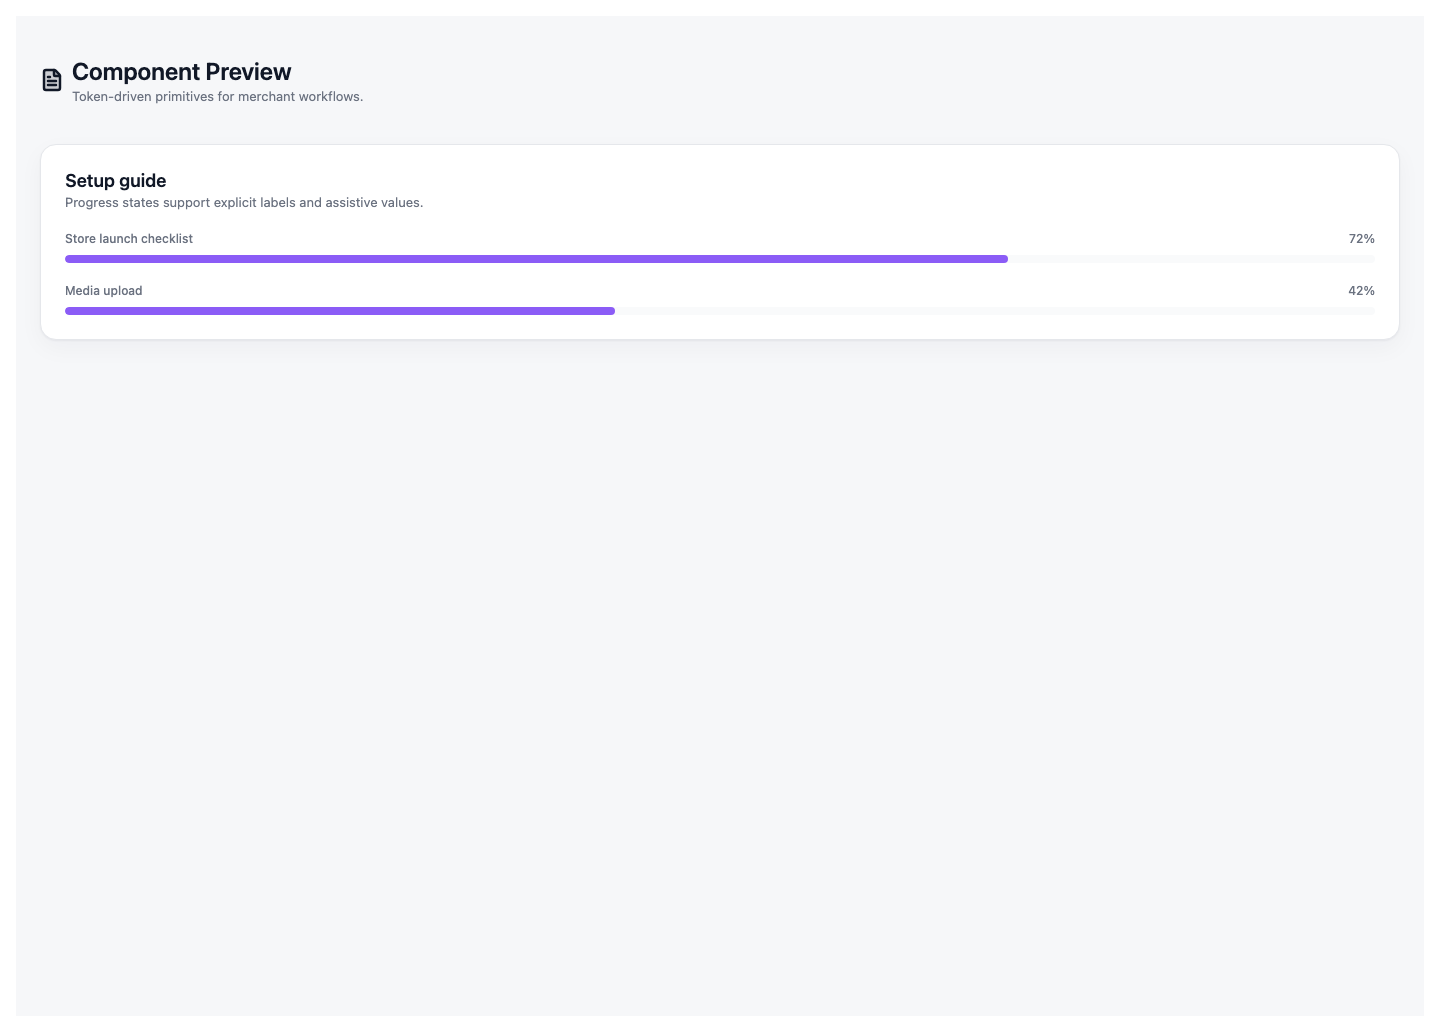 Component Preview
Token-driven primitives for merchant workflows.
Setup guide
Progress states support explicit labels and assistive values.
Store launch checklist 72%
Media upload 42%